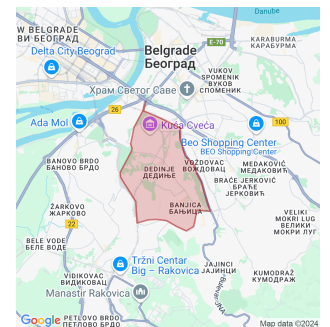 Danube
W BELGRADE
ВИ БЕОГРАД
Belgrade
Београд
E-70
KARABURMA
КАРАБУРМА
Delta City Beograd
VUKOV
SPOMENIK
ВУКОВ
СПОМЕНИК
Храм Светог Саве
26
Ada Mol
Kuća Cveća
100
Beo Shopping Center
BEO Shopping Center
BANOVO BRDO
БАНОВО БРДО
DEDINJE
ДЕДИЊЕ
VOŽDOVAC
ВОЖДОВАЦ
MEDAKOVIĆ
МЕДАКОВИЋ
BRAĆE JERKOVIĆ
БРАЋЕ
ЈЕРКОВИЋ
ŽARKOVO
ЖАРКОВО
BANJICA
БАЊИЦА
VELIKI
MOKRI LUG
ВЕЛИКИ
МОКРИ ЛУГ
22
BELE VODE
БЕЛЕ ВОДЕ
Tržni Centar
Big – Rakovica
JAJINCI
ЈАЈИНЦИ
VIDIKOVAC
ВИДИКОВАЦ
KUMODRAŽ
КУМОДРАЖ
Manastir Rakovica
PETLOVO BRDO
ПЕТЛОВО БРДО
Google
Map data ©2024